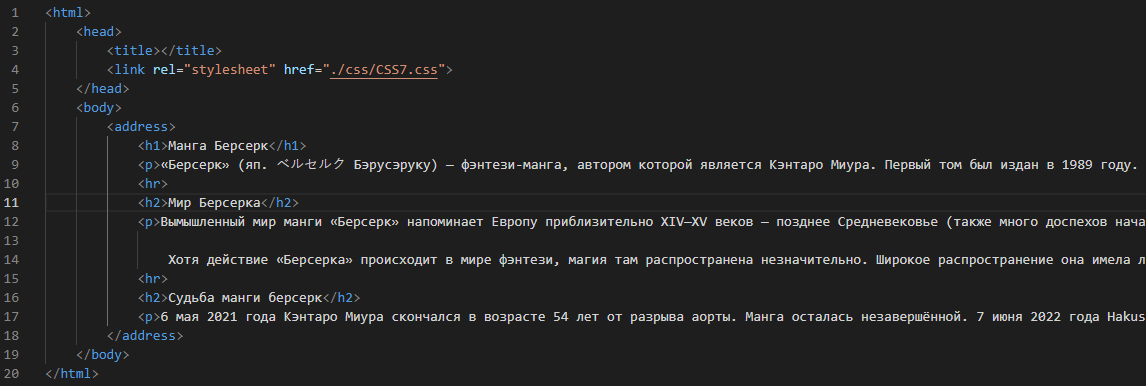 1 <html>
2 <head>
3 <title></title>
4 <link rel="stylesheet" href="./css/CSS7.css">
5 </head>
6 <body>
7 <address>
8 <h1>Манга Берсерк</h1>
9 <p>«Берсерк» (яп. ベルセルク Бэрусэруку) — фэнтези-манга, автором которой является Кэнтаро Миура. Первый том был издан в 1989 году.
10 <hr>
11 <h2>Мир Берсерка</h2>
12 <p>Вымышленный мир манги «Берсерк» напоминает Европу приблизительно XIV—XV веков — позднее Средневековье (также много доспехов нача
13
14 Хотя действие «Берсерка» происходит в мире фэнтези, магия там распространена незначительно. Широкое распространение она имела л
15 <hr>
16 <h2>Судьба манги берсерк</h2>
17 <p>6 мая 2021 года Кэнтаро Миура скончался в возрасте 54 лет от разрыва аорты. Манга осталась незавершённой. 7 июня 2022 года Hakus
18 </address>
19 </body>
20 </html>